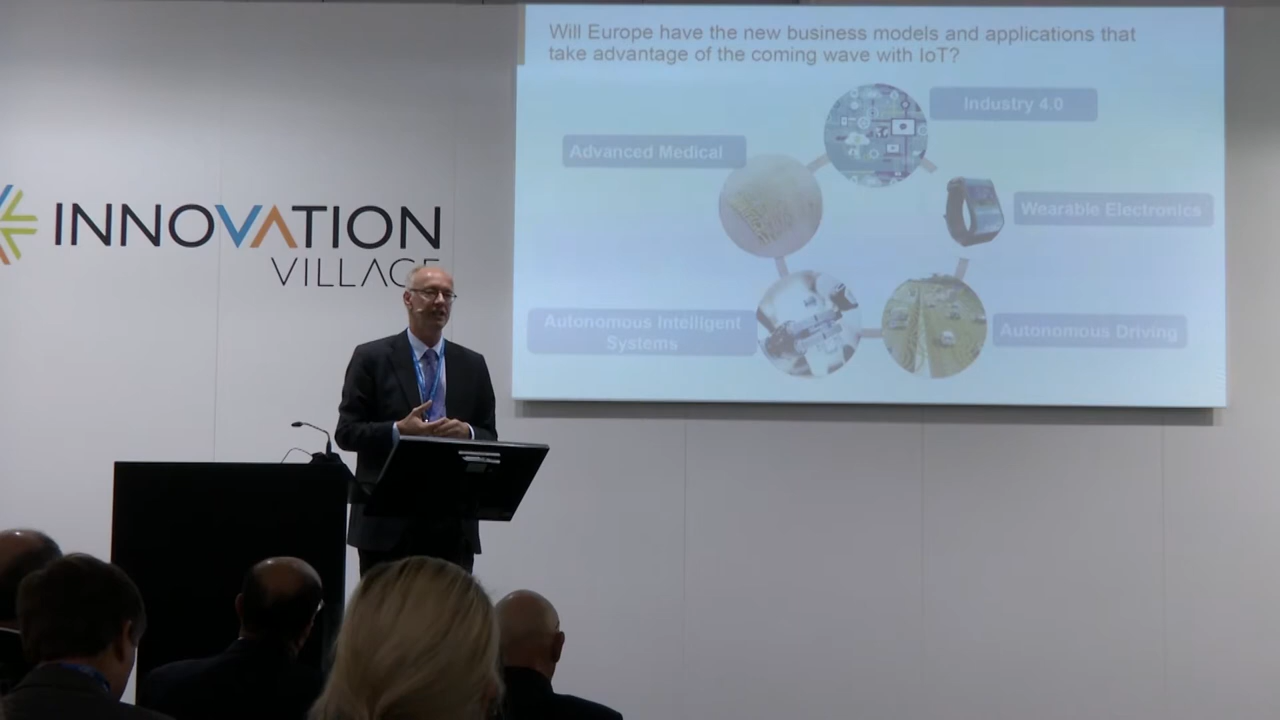 Will Europe have the new business models and applications that
take advantage of the coming wave with IoT?
Industry 4.0
Advanced Medical
Wearable Electronics
Autonomous Intelligent
Systems
Autonomous Driving
INNOVATION
VILLAGE